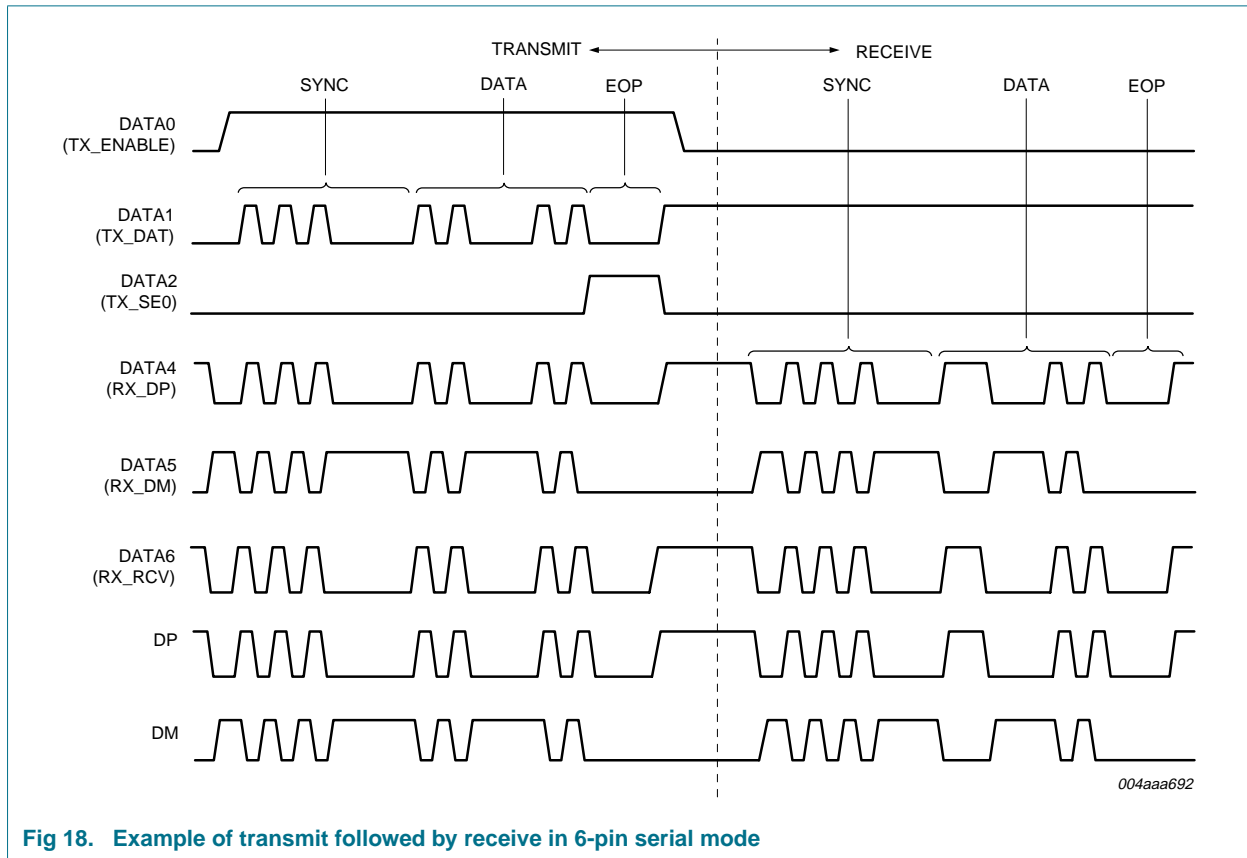 TRANSMIT
RECEIVE
SYNC
DATA
EOP
SYNC
DATA
EOP
DATA0
(TX_ENABLE)
DATA1
(TX_DAT)
DATA2
(TX_SE0)
DATA4
(RX_DP)
DATA5
(RX_DM)
DATA6
(RX_RCV)
DP
DM
004aaa692
Fig 18. Example of transmit followed by receive in 6-pin serial mode